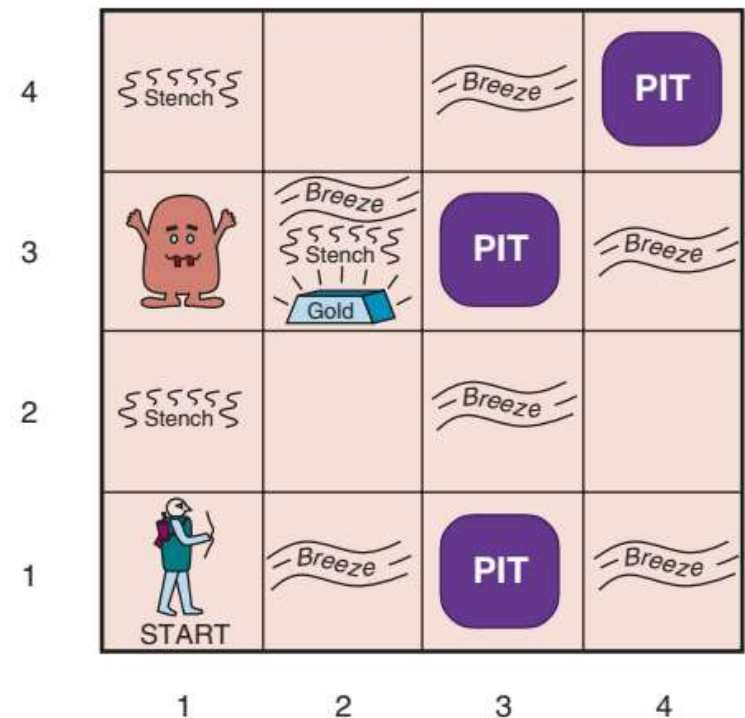 4
Stench
Breeze
PIT
3
Breeze
Stench
Gold
PIT
Breeze
2
Stench
Breeze
1
START
Breeze
PIT
Breeze
1 2 3 4